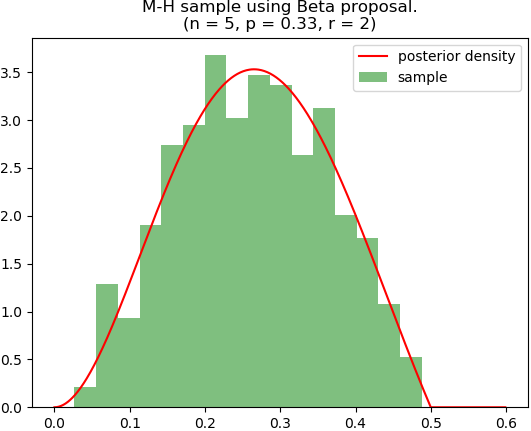 M-H sample using Beta proposal.
(n = 5, p = 0.33, r = 2)
posterior density
sample
3.5
3.0
2.5
2.0
1.5
1.0
0.5
0.0
0.0 0.1 0.2 0.3 0.4 0.5 0.6